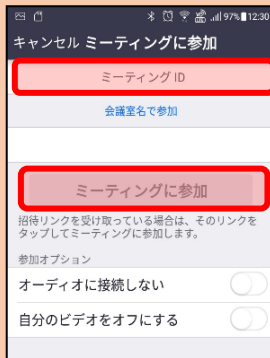 97% 12:30
キャンセル ミーティングに参加
ミーティング ID
会議室名で参加
ミーティングに参加
招待リンクを受け取っている場合は、そのリンクを
タップしてミーティングに参加します。
参加オプション
オーディオに接続しない
自分のビデオをオフにする